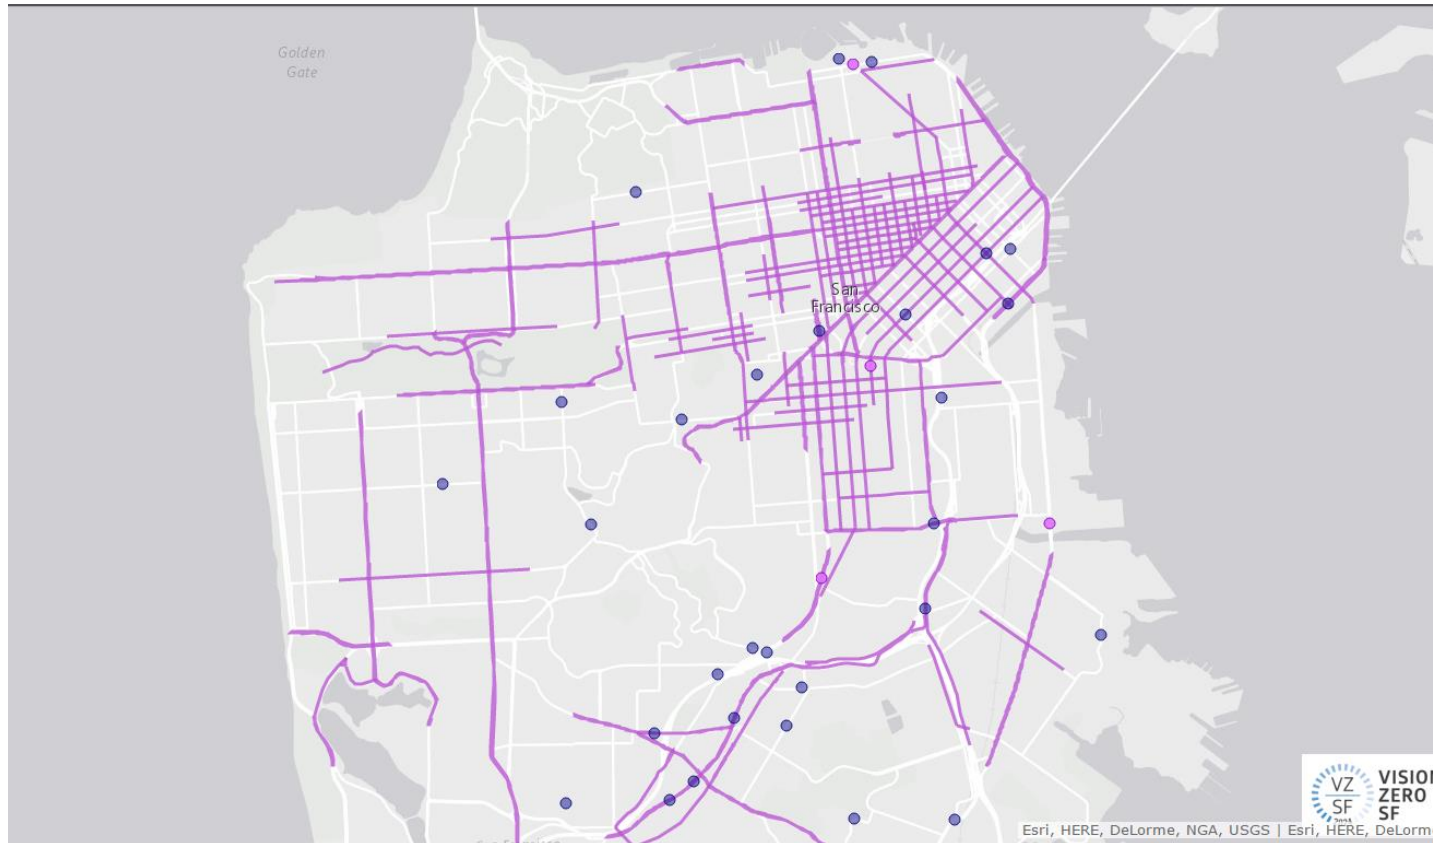 Golden
Gate
San
Francisco
VZ
SF
VISION
ZERO
SF
Esri, HERE, DeLorme, NGA, USGS | Esri, HERE, DeLorme